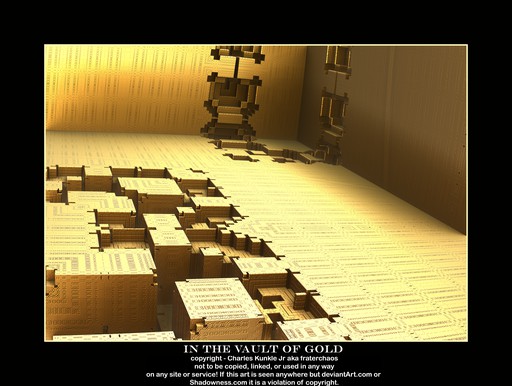 IN THE VAULT OF GOLD
copyright - Charles Kunkle Jr aka fraterchaos
not to be copied, linked, or used in any way
on any site or service! If this art is seen anywhere but deviantArt.com or
Shadowness.com it is a violation of copyright.